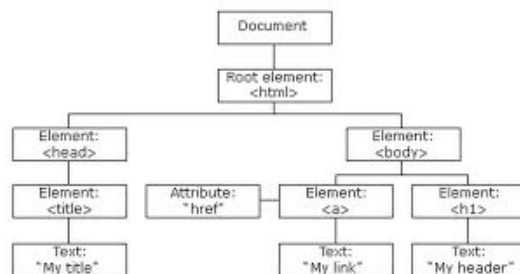 Document
Root element:
<html>
Element:
<head>
Element:
<body>
Element:
<title>
Attribute:
"href"
Element:
<a>
Element:
<h1>
Text:
"My title"
Text:
"My link"
Text:
"My header"